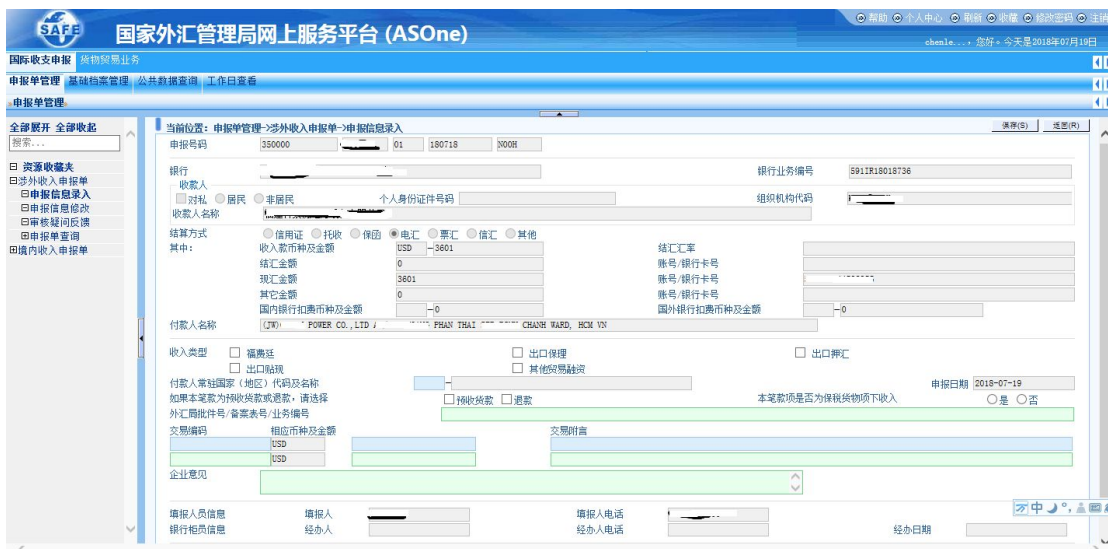 帮助 个人中心 刷新 收藏 修改密码 注销
SAFE 国家外汇管理局网上服务平台 (ASOne)
chenle..., 您好。今天是2018年07月19日
国际收支申报 货物贸易业务
申报单管理 基础档案管理 公共数据查询 工作日查看
申报单管理
全部展开 全部收起
搜索...
资源收藏夹
涉外收入申报单
申报信息录入
申报信息修改
审核疑问反馈
申报单查询
境内收入申报单
当前位置: 申报单管理->涉外收入申报单->申报信息录入 保存(S) 返回(R)
申报号码 350000 01 180718 N00H
银行 银行业务编号 591IR18018736
收款人
对私 居民 非居民 个人身份证件号码 组织机构代码
收款人名称
结算方式 信用证 托收 保函 电汇 票汇 信汇 其他
其中: 收入款币种及金额 USD -3601 结汇汇率
结汇金额 0 账号/银行卡号
现汇金额 3601 账号/银行卡号
其它金额 0 账号/银行卡号
国内银行扣费币种及金额 -0 国外银行扣费币种及金额 -0
付款人名称 (JW) POWER CO.,LTD PHAN THAI CHANH WARD, HCM VN
收入类型 福费廷 出口保理 出口押汇
出口贴现 其他贸易融资
付款人常驻国家(地区)代码及名称 - 申报日期 2018-07-19
如果本笔款为预收货款或退款,请选择 预收货款 退款 本笔款项是否为保税货物项下收入 是 否
外汇局批件号/备案表号/业务编号
交易编码 相应币种及金额 交易附言
USD
USD
企业意见
填报人员信息 填报人 填报人电话
银行柜员信息 经办人 经办人电话 经办日期
中